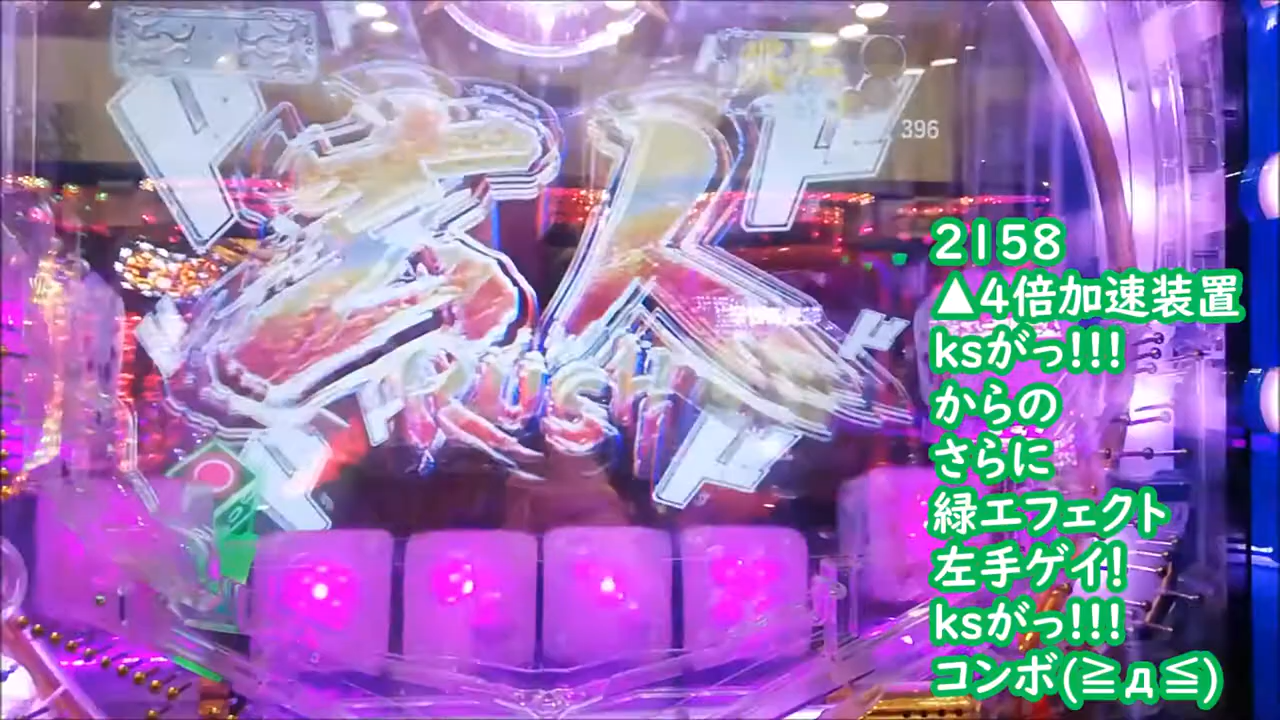 396
RUSH
2158
▲4倍加速装置
ksがっ!!!
からの
さらに
緑エフェクト
左手ゲイ!
ksがっ!!!
コンボ(≧д≦)